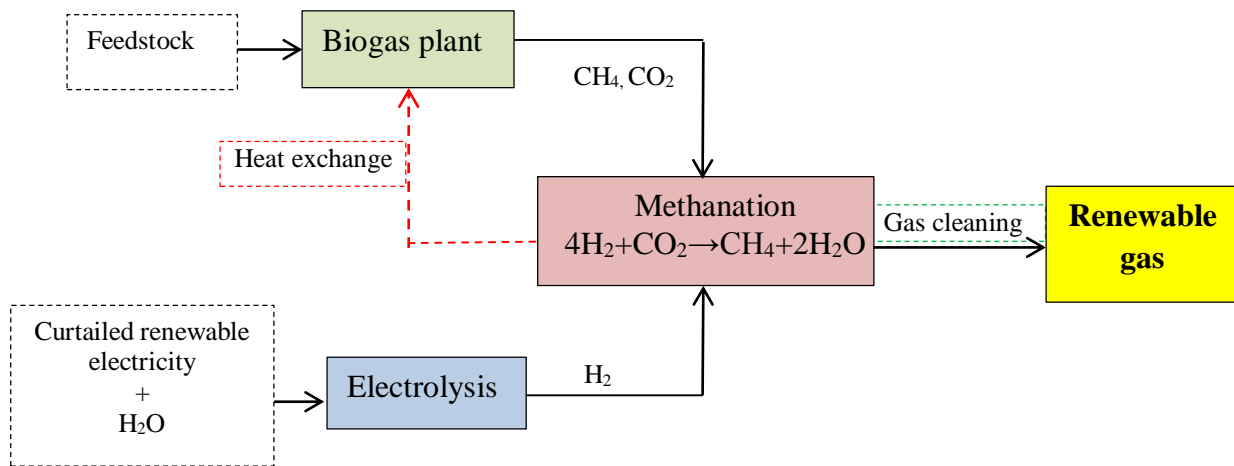 Feedstock
Biogas plant
CH₄, CO₂
Heat exchange
Methanation
4H₂+CO₂→CH₄+2H₂O
Gas cleaning
Renewable
gas
Curtailed renewable
electricity
+
H₂O
Electrolysis
H₂